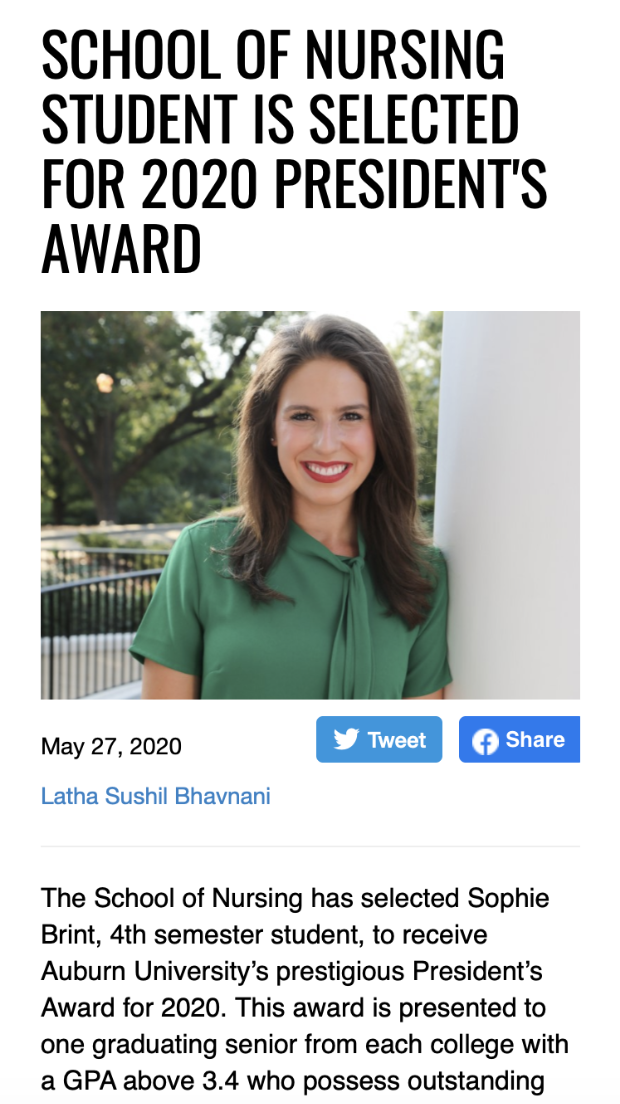 SCHOOL OF NURSING
STUDENT IS SELECTED
FOR 2020 PRESIDENT'S
AWARD
May 27, 2020
Tweet
Share
Latha Sushil Bhavnani
The School of Nursing has selected Sophie
Brint, 4th semester student, to receive
Auburn University’s prestigious President’s
Award for 2020. This award is presented to
one graduating senior from each college with
a GPA above 3.4 who possess outstanding